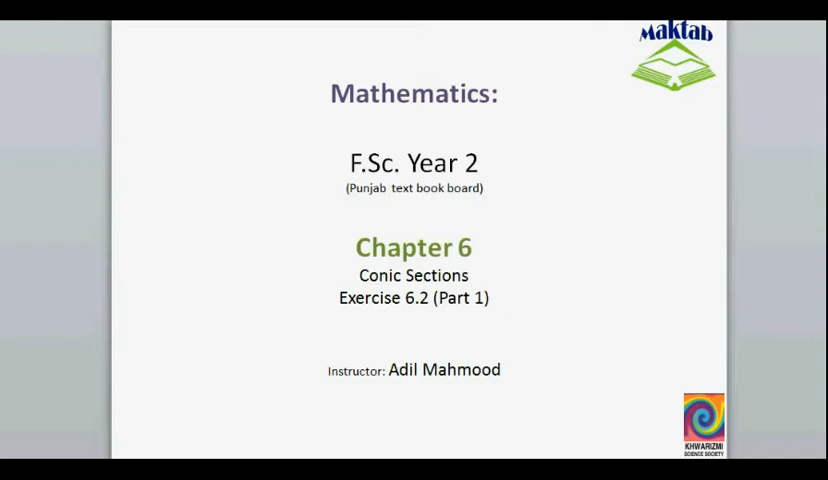 Maktab
Mathematics:
F.Sc. Year 2
(Punjab text book board)
Chapter 6
Conic Sections
Exercise 6.2 (Part 1)
Instructor: Adil Mahmood
KHWARIZMI
SCIENCE SOCIETY